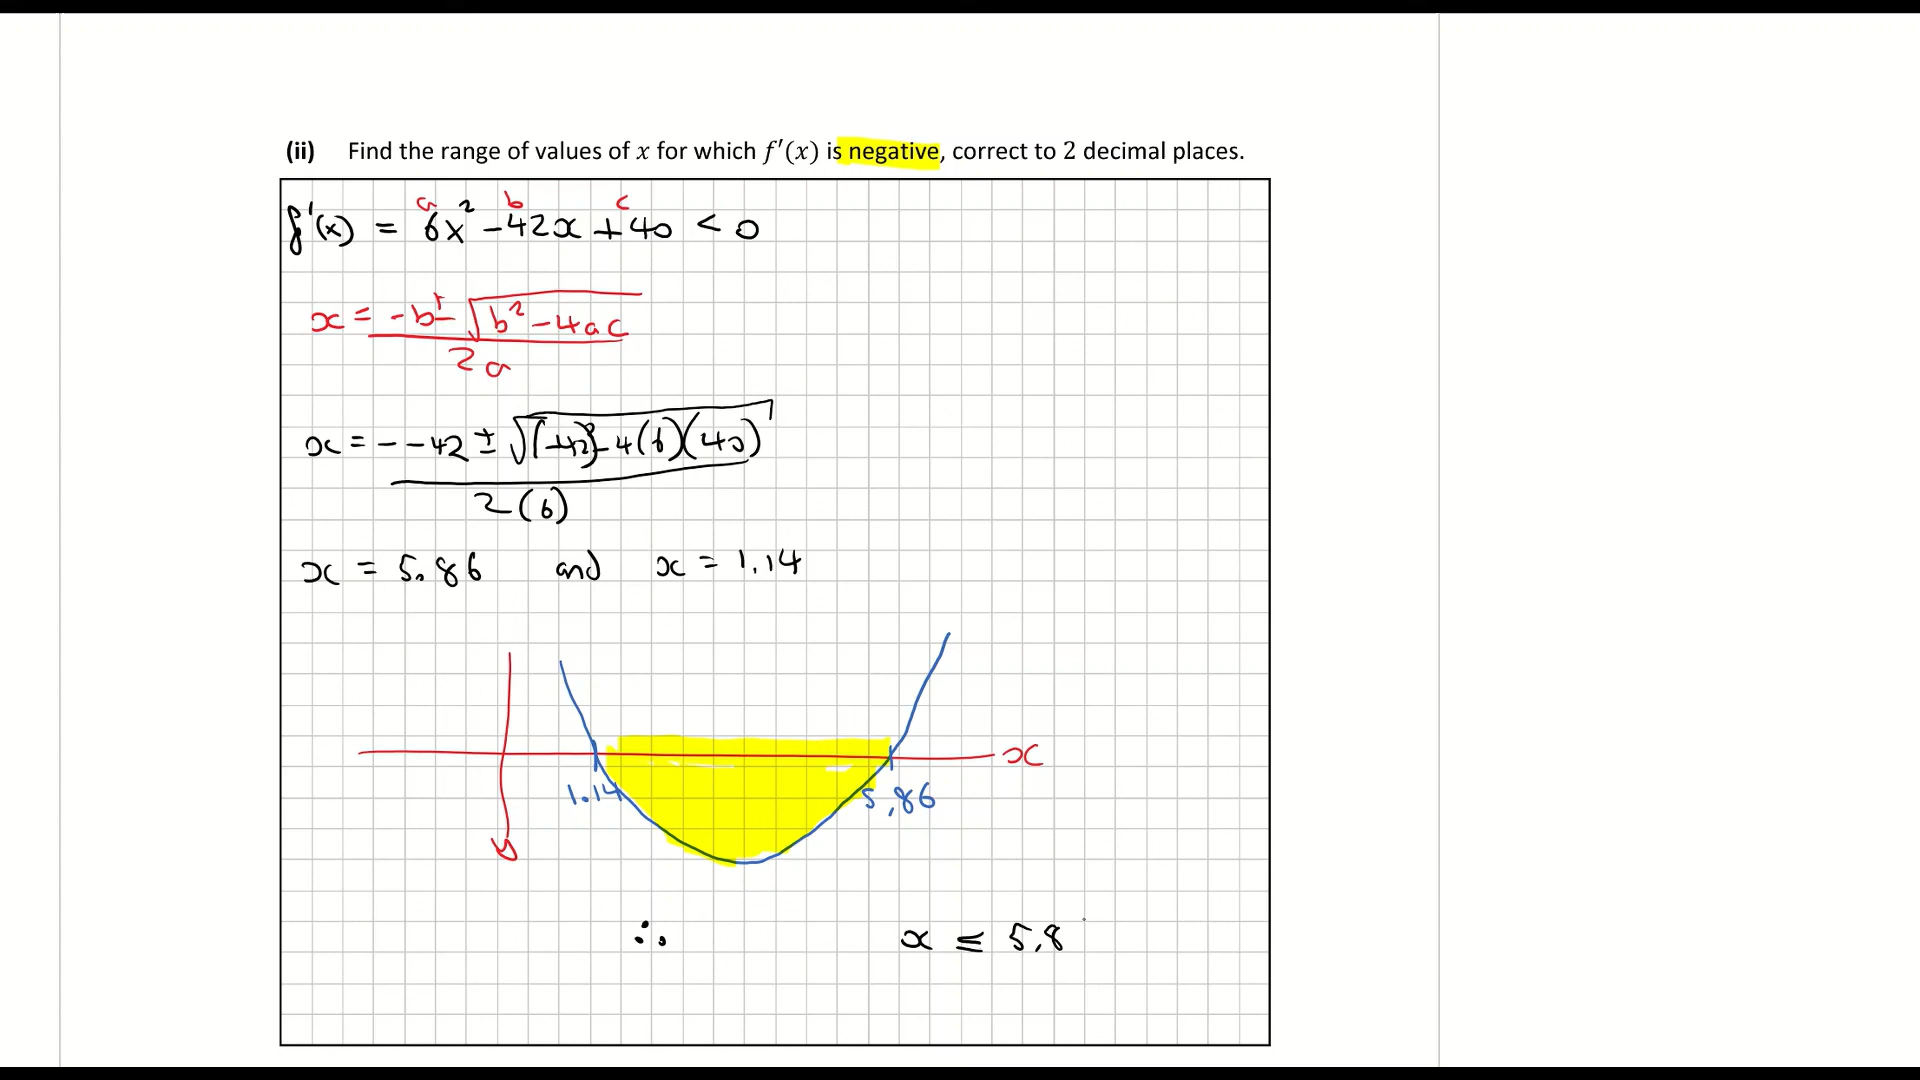 (ii) Find the range of values of x for which f′(x) is negative, correct to 2 decimal places.
a b c
f'(x) = 6x² - 42x + 40 < 0
x = -b ± √b² - 4ac
2a
x = - -42 ± √(-42)² - 4(6)(40)
2(6)
x = 5.86 and x = 1.14
x
1.14 5.86
∴ x ≤ 5.8